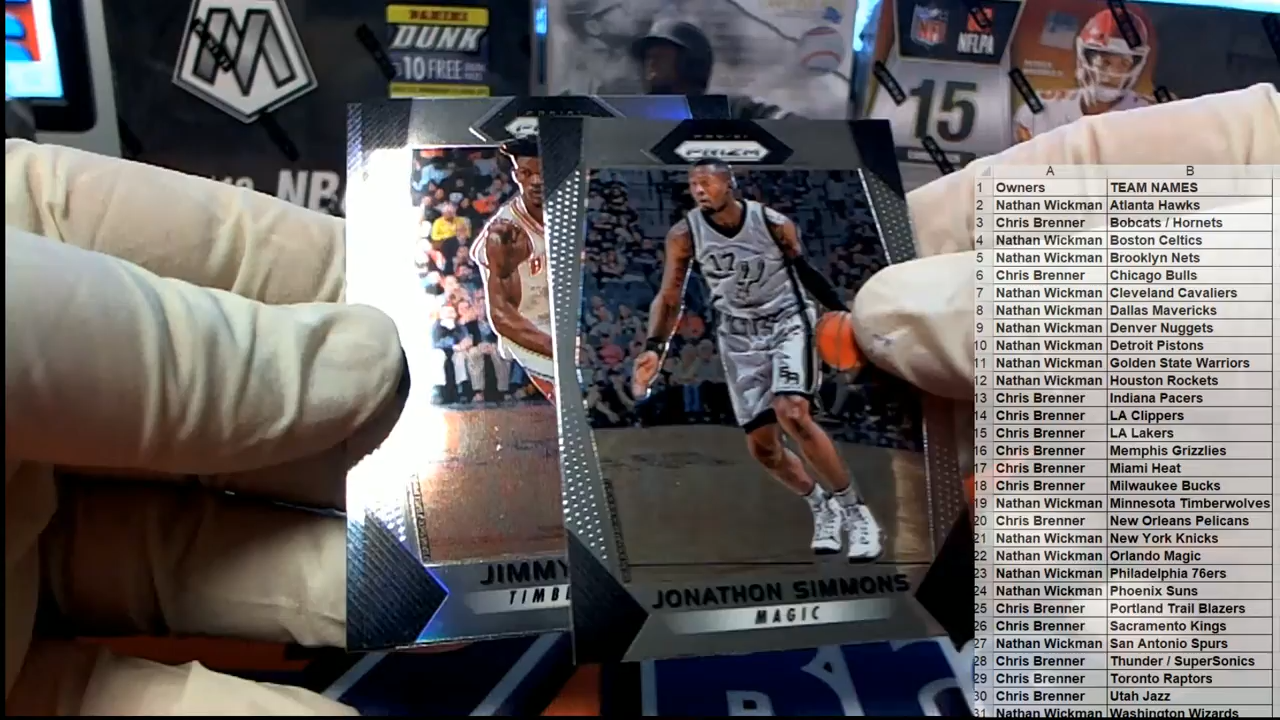 PANINI
DUNK
10 FREE
NFL
NFLPA
15
NB
PRIZM
17
JIMMY
JONATHON SIMMONS
MAGIC
A B
1 Owners TEAM NAMES
2 Nathan Wickman Atlanta Hawks
3 Chris Brenner Bobcats / Hornets
4 Nathan Wickman Boston Celtics
5 Nathan Wickman Brooklyn Nets
6 Chris Brenner Chicago Bulls
7 Nathan Wickman Cleveland Cavaliers
8 Nathan Wickman Dallas Mavericks
9 Nathan Wickman Denver Nuggets
10 Nathan Wickman Detroit Pistons
11 Nathan Wickman Golden State Warriors
12 Nathan Wickman Houston Rockets
13 Chris Brenner Indiana Pacers
14 Chris Brenner LA Clippers
15 Chris Brenner LA Lakers
16 Chris Brenner Memphis Grizzlies
17 Chris Brenner Miami Heat
18 Chris Brenner Milwaukee Bucks
19 Nathan Wickman Minnesota Timberwolves
20 Chris Brenner New Orleans Pelicans
21 Nathan Wickman New York Knicks
22 Nathan Wickman Orlando Magic
23 Nathan Wickman Philadelphia 76ers
24 Nathan Wickman Phoenix Suns
25 Chris Brenner Portland Trail Blazers
26 Chris Brenner Sacramento Kings
27 Nathan Wickman San Antonio Spurs
28 Chris Brenner Thunder / SuperSonics
29 Chris Brenner Toronto Raptors
30 Chris Brenner Utah Jazz
31 Nathan Wickman Washington Wizards